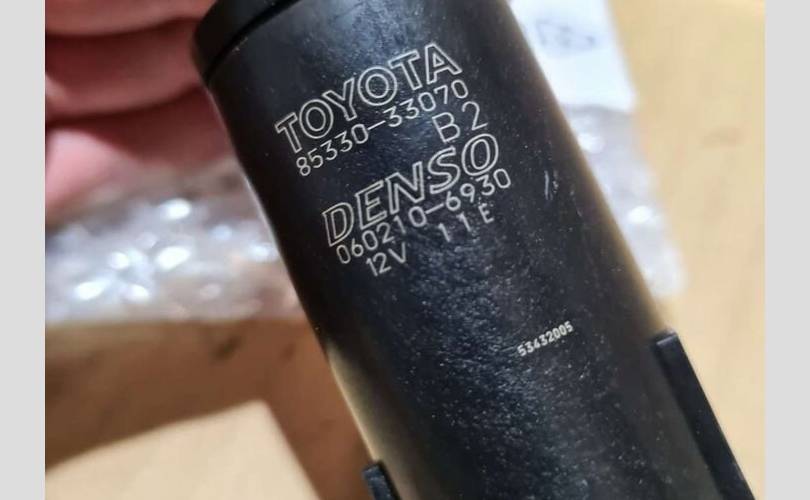 TOYOTA
85330-33070
B2
DENSO
060210-6930
12V 11E
53432005